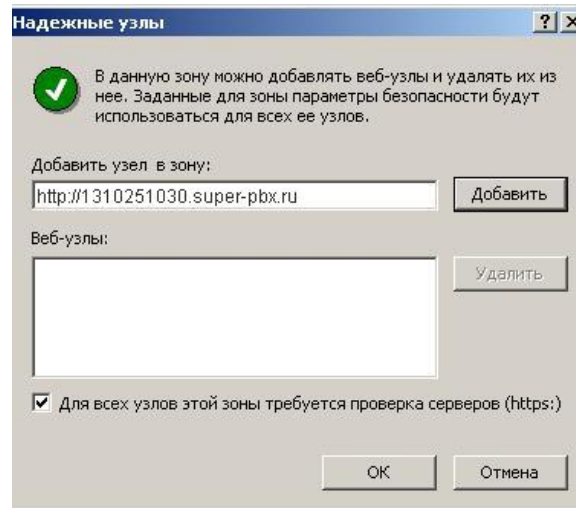 Надежные узлы
В данную зону можно добавлять веб-узлы и удалять их из
нее. Заданные для зоны параметры безопасности будут
использоваться для всех ее узлов.
Добавить узел в зону:
http://1310251030.super-pbx.ru
Добавить
Веб-узлы:
Удалить
Для всех узлов этой зоны требуется проверка серверов (https:)
OK
Отмена